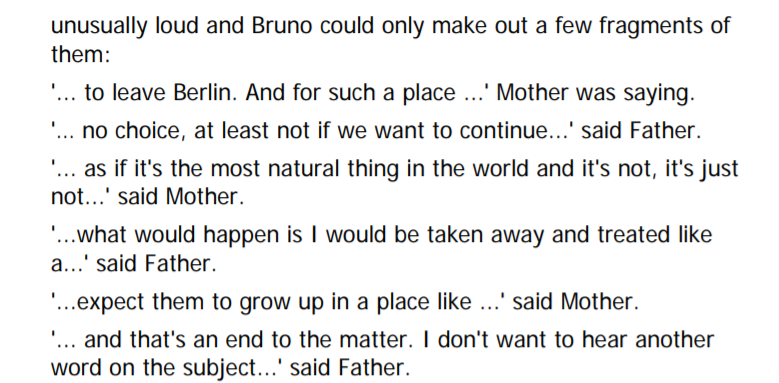 unusually loud and Bruno could only make out a few fragments of
them:
'... to leave Berlin. And for such a place ...' Mother was saying.
'... no choice, at least not if we want to continue...' said Father.
'... as if it's the most natural thing in the world and it's not, it's just
not...' said Mother.
'...what would happen is I would be taken away and treated like
a...' said Father.
'...expect them to grow up in a place like ...' said Mother.
'... and that's an end to the matter. I don't want to hear another
word on the subject...' said Father.